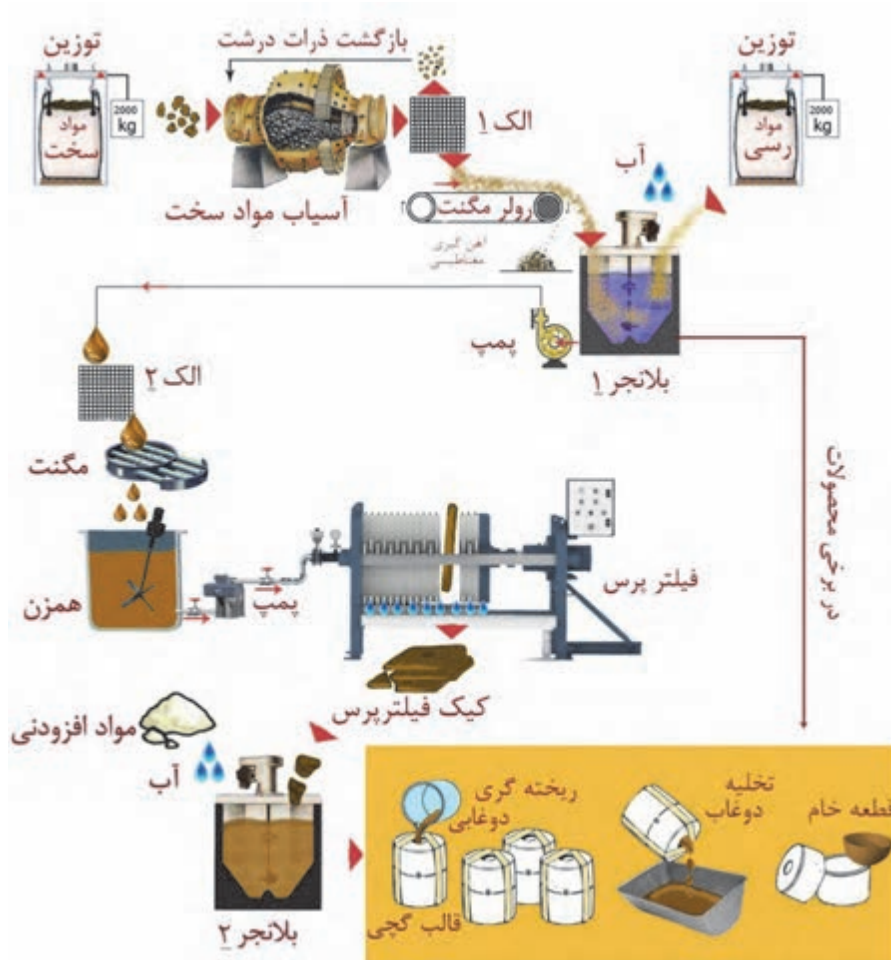 توزین
2000
kg
مواد
سخت
بازگشت ذرات درشت
الک ۱
آسیاب مواد سخت
رولر مگنت
آهن گیری
مغناطیسی
توزین
2000
kg
مواد
رسی
آب
بلانجر ۱
پمپ
در برخی محصولات
الک ۲
مگنت
همزن
پمپ
فیلتر پرس
کیک فیلترپرس
مواد افزودنی
آب
بلانجر ۲
ریخته گری
دوغابی
قالب گچی
تخلیه
دوغاب
قطعه خام